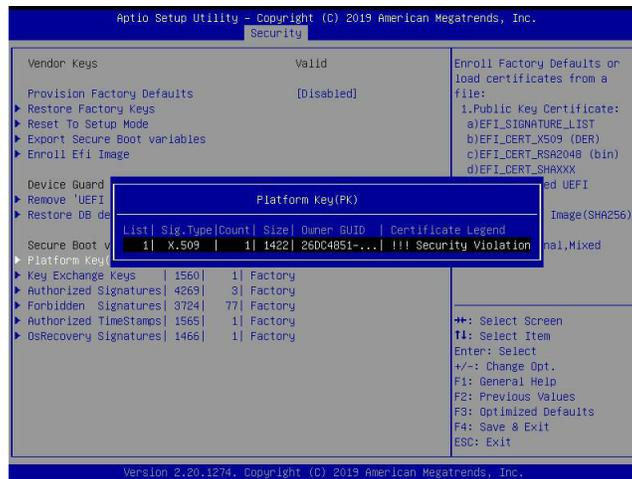 Aptio Setup Utility – Copyright (C) 2019 American Megatrends, Inc.
Security
Vendor Keys Valid
Provision Factory Defaults [Disabled]
Restore Factory Keys
Reset To Setup Mode
Export Secure Boot variables
Enroll Efi Image
Device Guard
Remove 'UEFI
Restore DB de
Secure Boot v
Platform Key(
Key Exchange Keys | 1560| 1| Factory
Authorized Signatures| 4269| 3| Factory
Forbidden Signatures| 3724| 77| Factory
Authorized TimeStamps| 1565| 1| Factory
OsRecovery Signatures| 1466| 1| Factory
Platform Key(PK)
List| Sig.Type|Count| Size| Owner GUID | Certificate Legend
1| X.509 | 1| 1422| 26DC4851-...| !!! Security Violation
Enroll Factory Defaults or
load certificates from a
file:
1.Public Key Certificate:
a)EFI_SIGNATURE_LIST
b)EFI_CERT_X509 (DER)
c)EFI_CERT_RSA2048 (bin)
d)EFI_CERT_SHAXXX
ed UEFI
Image(SHA256)
nal,Mixed
→←: Select Screen
↑↓: Select Item
Enter: Select
+/-: Change Opt.
F1: General Help
F2: Previous Values
F3: Optimized Defaults
F4: Save & Exit
ESC: Exit
Version 2.20.1274. Copyright (C) 2019 American Megatrends, Inc.